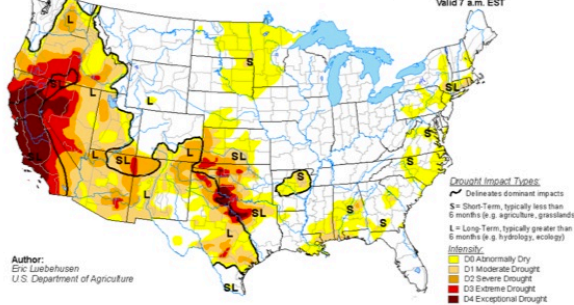 Valid 7 a.m. EST
L
S
L
L
S
L
L
SL
L
SL
L
S
SL
S
S
SL
S
S
L
S
S
SL
Drought Impact Types:
Delineates dominant impacts
S = Short-Term, typically less than
6 months (e.g. agriculture, grasslands
L = Long-Term, typically greater than
6 months (e.g. hydrology, ecology)
Intensity:
D0 Abnormally Dry
D1 Moderate Drought
D2 Severe Drought
D3 Extreme Drought
D4 Exceptional Drought
Author:
Eric Luebehusen
U.S. Department of Agriculture